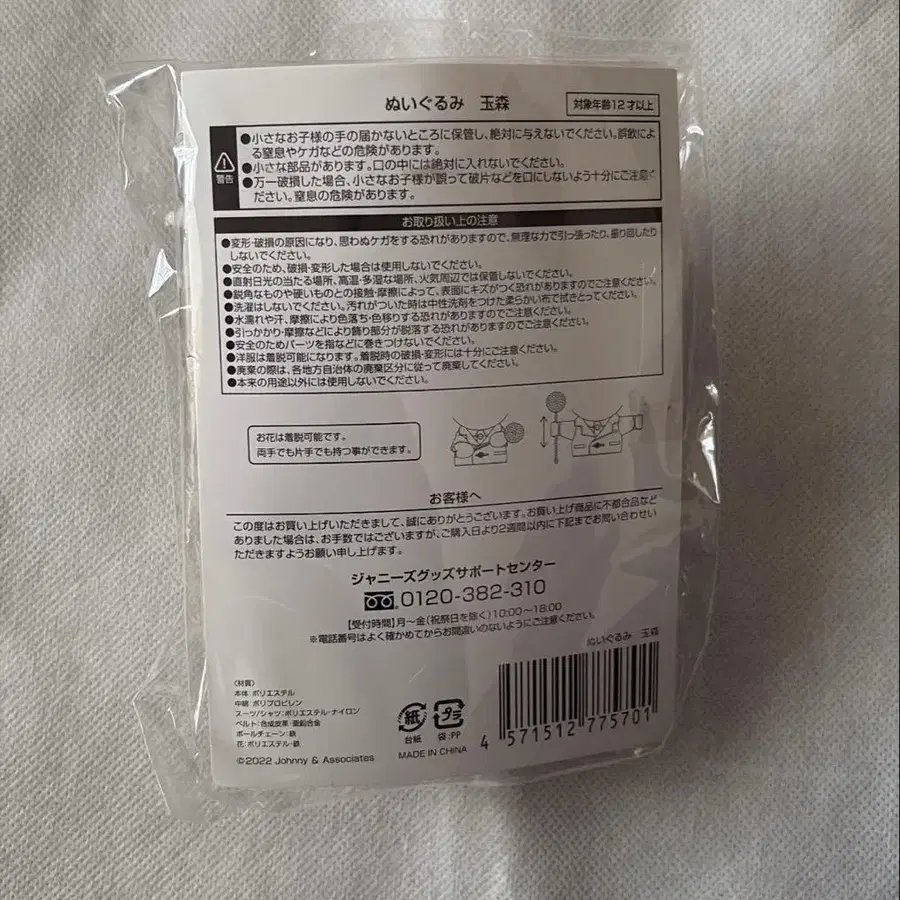 ぬいぐるみ 玉森
対象年齢12才以上
警告
●小さなお子様の手の届かないところに保管し、絶対に与えないでください。誤飲によ
る窒息やケガなどの危険があります。
●小さな部品があります。口の中には絶対に入れないでください。
●万一破損した場合、小さなお子様が誤って破片などを口にしないよう十分にご注意く
ださい。窒息の危険があります。
お取り扱い上の注意
●変形・破損の原因になり、思わぬケガをする恐れがありますので、無理な力で引っ張ったり、振り回したり
しないでください。
●安全のため、破損・変形した場合は使用しないでください。
●直射日光の当たる場所、高温・多湿な場所、火気周辺では保管しないでください。
●鋭角なものや硬いものとの接触・摩擦によって、表面にキズがつく恐れがありますのでご注意ください。
●洗濯はしないでください。汚れがついた時は中性洗剤をつけた柔らかい布で拭きとってください。
●水濡れや汗、摩擦により色落ち・色移りする恐れがありますのでご注意ください。
●引っかかり・摩擦などにより飾り部分が脱落する恐れがありますのでご注意ください。
●安全のためパーツを指などに巻きつけないでください。
●洋服は着脱可能になります。着脱時の破損・変形には十分にご注意ください。
●廃棄の際は、各地方自治体の廃棄区分に従って廃棄してください。
●本来の用途以外には使用しないでください。
お花は着脱可能です。
両手でも片手でも持つ事ができます。
お客様へ
この度はお買い上げいただきまして、誠にありがとうございます。お買い上げ商品に不都合品など
ありました場合は、お手数ではございますが、ご購入日より2週間以内に下記までお問い合わせい
ただきますようお願い申し上げます。
ジャニーズグッズサポートセンター
0120-382-310
【受付時間】月〜金(祝祭日を除く)10:00〜18:00
※電話番号はよく確かめてからお間違いのないようにご注意ください。
ぬいぐるみ 玉森
〈材質〉
本体：ポリエステル
中綿：ポリプロピレン
スーツ/シャツ：ポリエステル・ナイロン
ベルト：合成皮革・亜鉛合金
ボールチェーン：鉄
花：ポリエステル・鉄
©2022 Johnny & Associates
紙
台紙
プラ
袋：PP
MADE IN CHINA
4 571512 775701